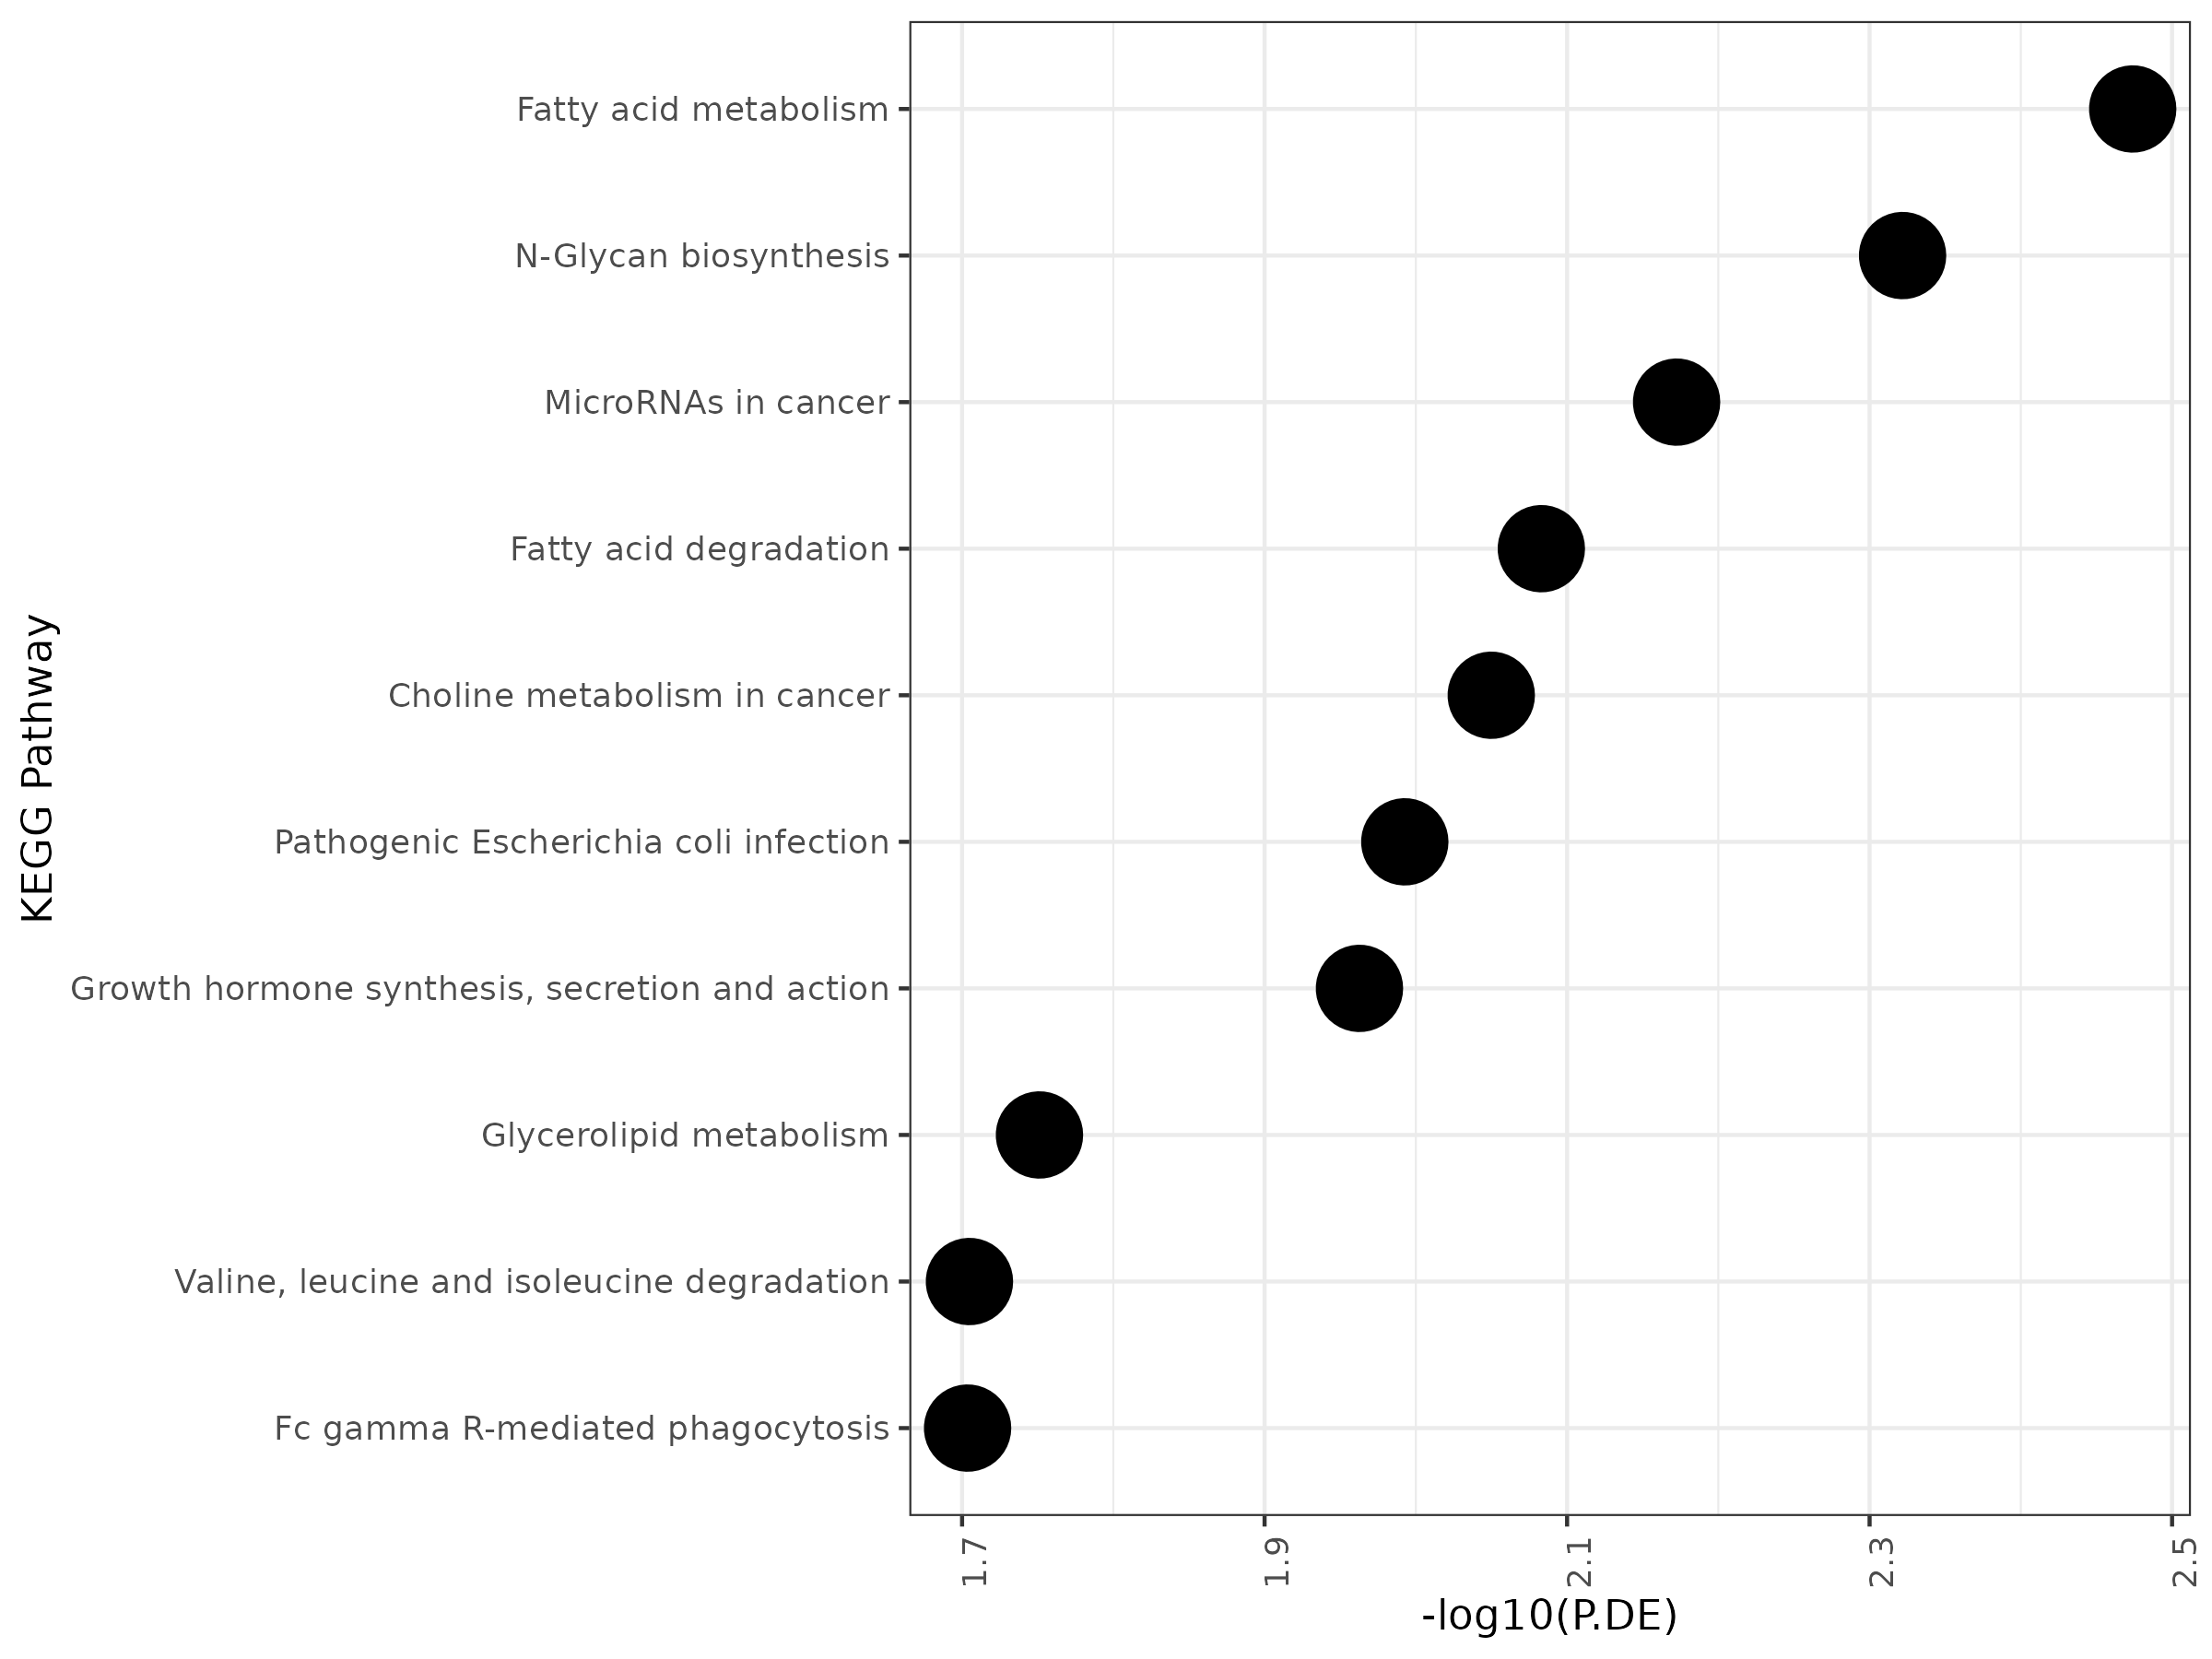 Fatty acid metabolism
N-Glycan biosynthesis
MicroRNAs in cancer
Fatty acid degradation
Choline metabolism in cancer
Pathogenic Escherichia coli infection
Growth hormone synthesis, secretion and action
Glycerolipid metabolism
Valine, leucine and isoleucine degradation
Fc gamma R-mediated phagocytosis
KEGG Pathway
1.7
1.9
2.1
2.3
2.5
-log10(P.DE)